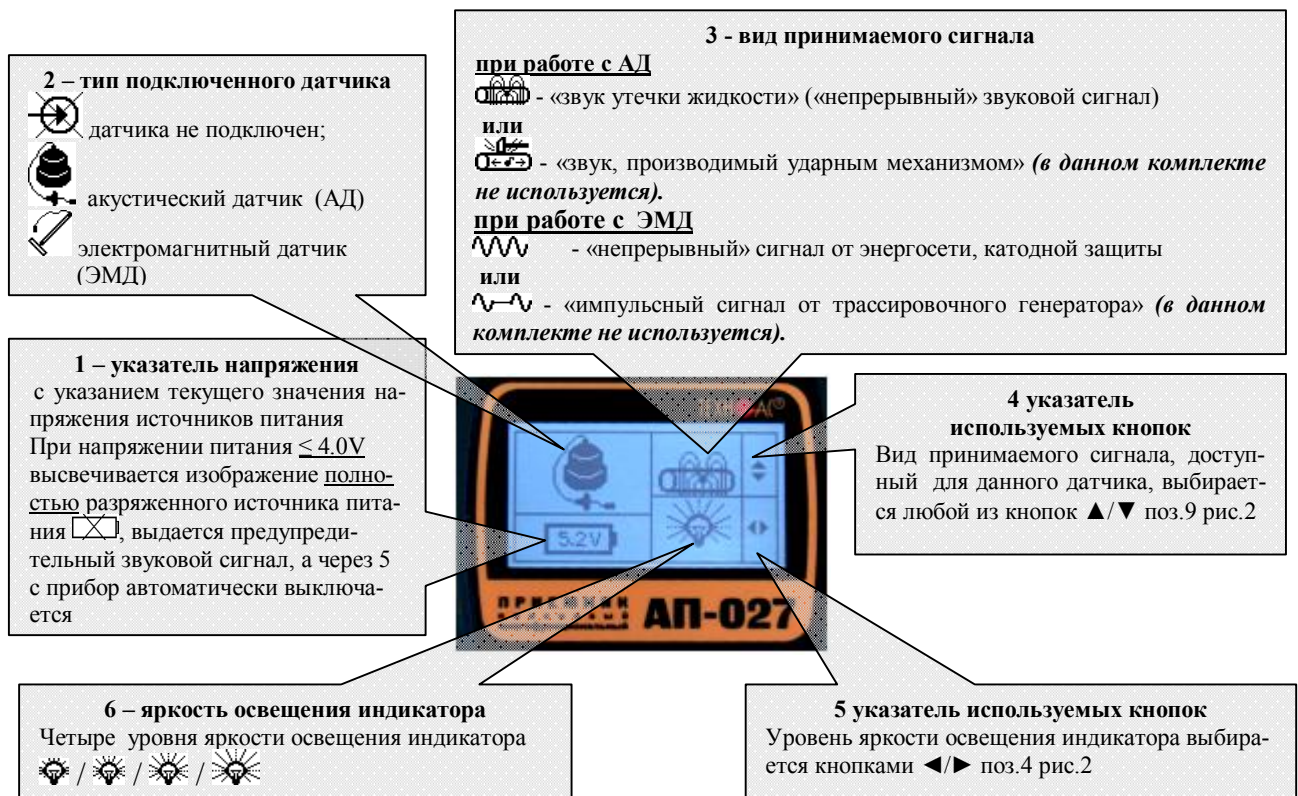 3 - вид принимаемого сигнала
при работе с АД
- «звук утечки жидкости» («непрерывный» звуковой сигнал)
или
- «звук, производимый ударным механизмом» (в данном комплекте
не используется).
при работе с ЭМД
- «непрерывный» сигнал от энергосети, катодной защиты
или
- «импульсный сигнал от трассировочного генератора» (в данном
комплекте не используется).
2 – тип подключенного датчика
датчика не подключен;
акустический датчик (АД)
электромагнитный датчик
(ЭМД)
1 – указатель напряжения
с указанием текущего значения на-
пряжения источников питания
При напряжении питания ≤ 4.0V
высвечивается изображение полно-
стью разряженного источника пита-
ния , выдается предупреди-
тельный звуковой сигнал, а через 5
с прибор автоматически выключа-
ется
5.2V
ПРИЕМНИК
АП-027
4 указатель
используемых кнопок
Вид принимаемого сигнала, доступ-
ный для данного датчика, выбирает-
ся любой из кнопок ▲/▼ поз.9 рис.2
6 – яркость освещения индикатора
Четыре уровня яркости освещения индикатора
/ / /
5 указатель используемых кнопок
Уровень яркости освещения индикатора выбира-
ется кнопками ◄/► поз.4 рис.2